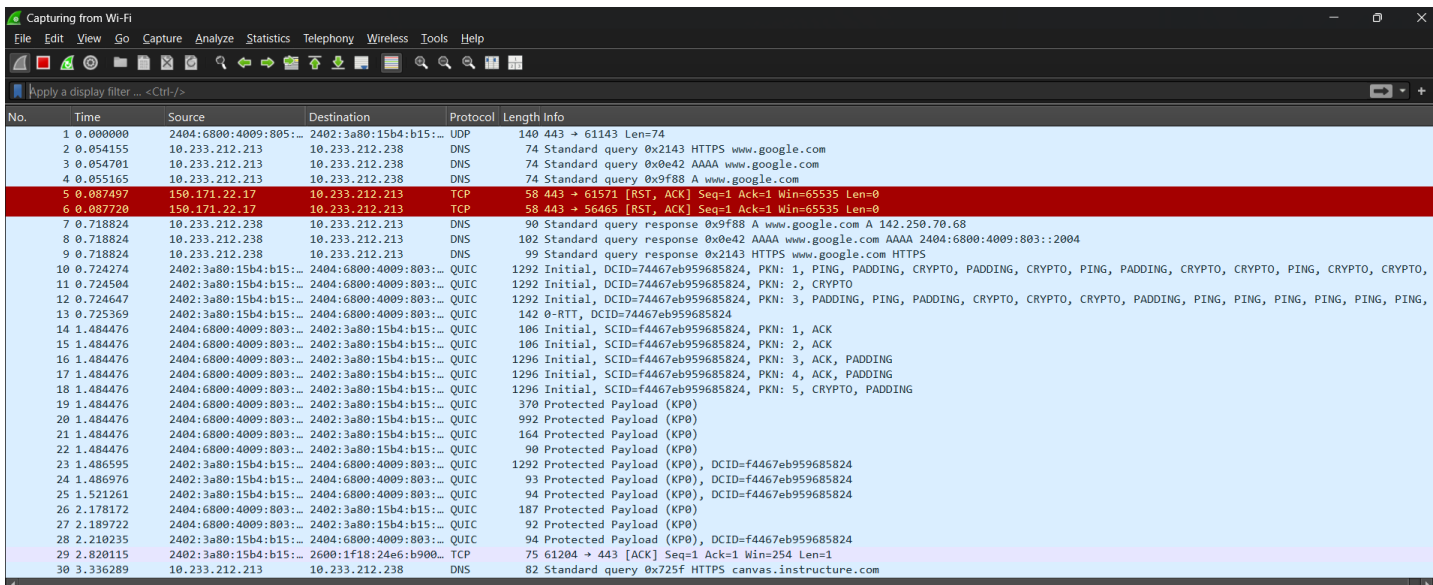 Capturing from Wi-Fi
File Edit View Go Capture Analyze Statistics Telephony Wireless Tools Help
Apply a display filter ... <Ctrl-/>
No. Time Source Destination Protocol Length Info
1 0.000000 2404:6800:4009:805:… 2402:3a80:15b4:b15:… UDP 140 443 → 61143 Len=74
2 0.054155 10.233.212.213 10.233.212.238 DNS 74 Standard query 0x2143 HTTPS www.google.com
3 0.054701 10.233.212.213 10.233.212.238 DNS 74 Standard query 0x0e42 AAAA www.google.com
4 0.055165 10.233.212.213 10.233.212.238 DNS 74 Standard query 0x9f88 A www.google.com
5 0.087497 150.171.22.17 10.233.212.213 TCP 58 443 → 61571 [RST, ACK] Seq=1 Ack=1 Win=65535 Len=0
6 0.087720 150.171.22.17 10.233.212.213 TCP 58 443 → 56465 [RST, ACK] Seq=1 Ack=1 Win=65535 Len=0
7 0.718824 10.233.212.238 10.233.212.213 DNS 90 Standard query response 0x9f88 A www.google.com A 142.250.70.68
8 0.718824 10.233.212.238 10.233.212.213 DNS 102 Standard query response 0x0e42 AAAA www.google.com AAAA 2404:6800:4009:803::2004
9 0.718824 10.233.212.238 10.233.212.213 DNS 99 Standard query response 0x2143 HTTPS www.google.com HTTPS
10 0.724274 2402:3a80:15b4:b15:… 2404:6800:4009:803:… QUIC 1292 Initial, DCID=74467eb959685824, PKN: 1, PING, PADDING, CRYPTO, PADDING, CRYPTO, PING, PADDING, CRYPTO, CRYPTO, PING, CRYPTO, CRYPTO,
11 0.724504 2402:3a80:15b4:b15:… 2404:6800:4009:803:… QUIC 1292 Initial, DCID=74467eb959685824, PKN: 2, CRYPTO
12 0.724647 2402:3a80:15b4:b15:… 2404:6800:4009:803:… QUIC 1292 Initial, DCID=74467eb959685824, PKN: 3, PADDING, PING, PADDING, CRYPTO, CRYPTO, CRYPTO, PADDING, PING, PING, PING, PING, PING, PING,
13 0.725369 2402:3a80:15b4:b15:… 2404:6800:4009:803:… QUIC 142 0-RTT, DCID=74467eb959685824
14 1.484476 2404:6800:4009:803:… 2402:3a80:15b4:b15:… QUIC 106 Initial, SCID=f4467eb959685824, PKN: 1, ACK
15 1.484476 2404:6800:4009:803:… 2402:3a80:15b4:b15:… QUIC 106 Initial, SCID=f4467eb959685824, PKN: 2, ACK
16 1.484476 2404:6800:4009:803:… 2402:3a80:15b4:b15:… QUIC 1296 Initial, SCID=f4467eb959685824, PKN: 3, ACK, PADDING
17 1.484476 2404:6800:4009:803:… 2402:3a80:15b4:b15:… QUIC 1296 Initial, SCID=f4467eb959685824, PKN: 4, ACK, PADDING
18 1.484476 2404:6800:4009:803:… 2402:3a80:15b4:b15:… QUIC 1296 Initial, SCID=f4467eb959685824, PKN: 5, CRYPTO, PADDING
19 1.484476 2404:6800:4009:803:… 2402:3a80:15b4:b15:… QUIC 370 Protected Payload (KP0)
20 1.484476 2404:6800:4009:803:… 2402:3a80:15b4:b15:… QUIC 992 Protected Payload (KP0)
21 1.484476 2404:6800:4009:803:… 2402:3a80:15b4:b15:… QUIC 164 Protected Payload (KP0)
22 1.484476 2404:6800:4009:803:… 2402:3a80:15b4:b15:… QUIC 90 Protected Payload (KP0)
23 1.486595 2402:3a80:15b4:b15:… 2404:6800:4009:803:… QUIC 1292 Protected Payload (KP0), DCID=f4467eb959685824
24 1.486976 2402:3a80:15b4:b15:… 2404:6800:4009:803:… QUIC 93 Protected Payload (KP0), DCID=f4467eb959685824
25 1.521261 2402:3a80:15b4:b15:… 2404:6800:4009:803:… QUIC 94 Protected Payload (KP0), DCID=f4467eb959685824
26 2.178172 2404:6800:4009:803:… 2402:3a80:15b4:b15:… QUIC 187 Protected Payload (KP0)
27 2.189722 2404:6800:4009:803:… 2402:3a80:15b4:b15:… QUIC 92 Protected Payload (KP0)
28 2.210235 2402:3a80:15b4:b15:… 2404:6800:4009:803:… QUIC 94 Protected Payload (KP0), DCID=f4467eb959685824
29 2.820115 2402:3a80:15b4:b15:… 2600:1f18:24e6:b900… TCP 75 61204 → 443 [ACK] Seq=1 Ack=1 Win=254 Len=1
30 3.336289 10.233.212.213 10.233.212.238 DNS 82 Standard query 0x725f HTTPS canvas.instructure.com